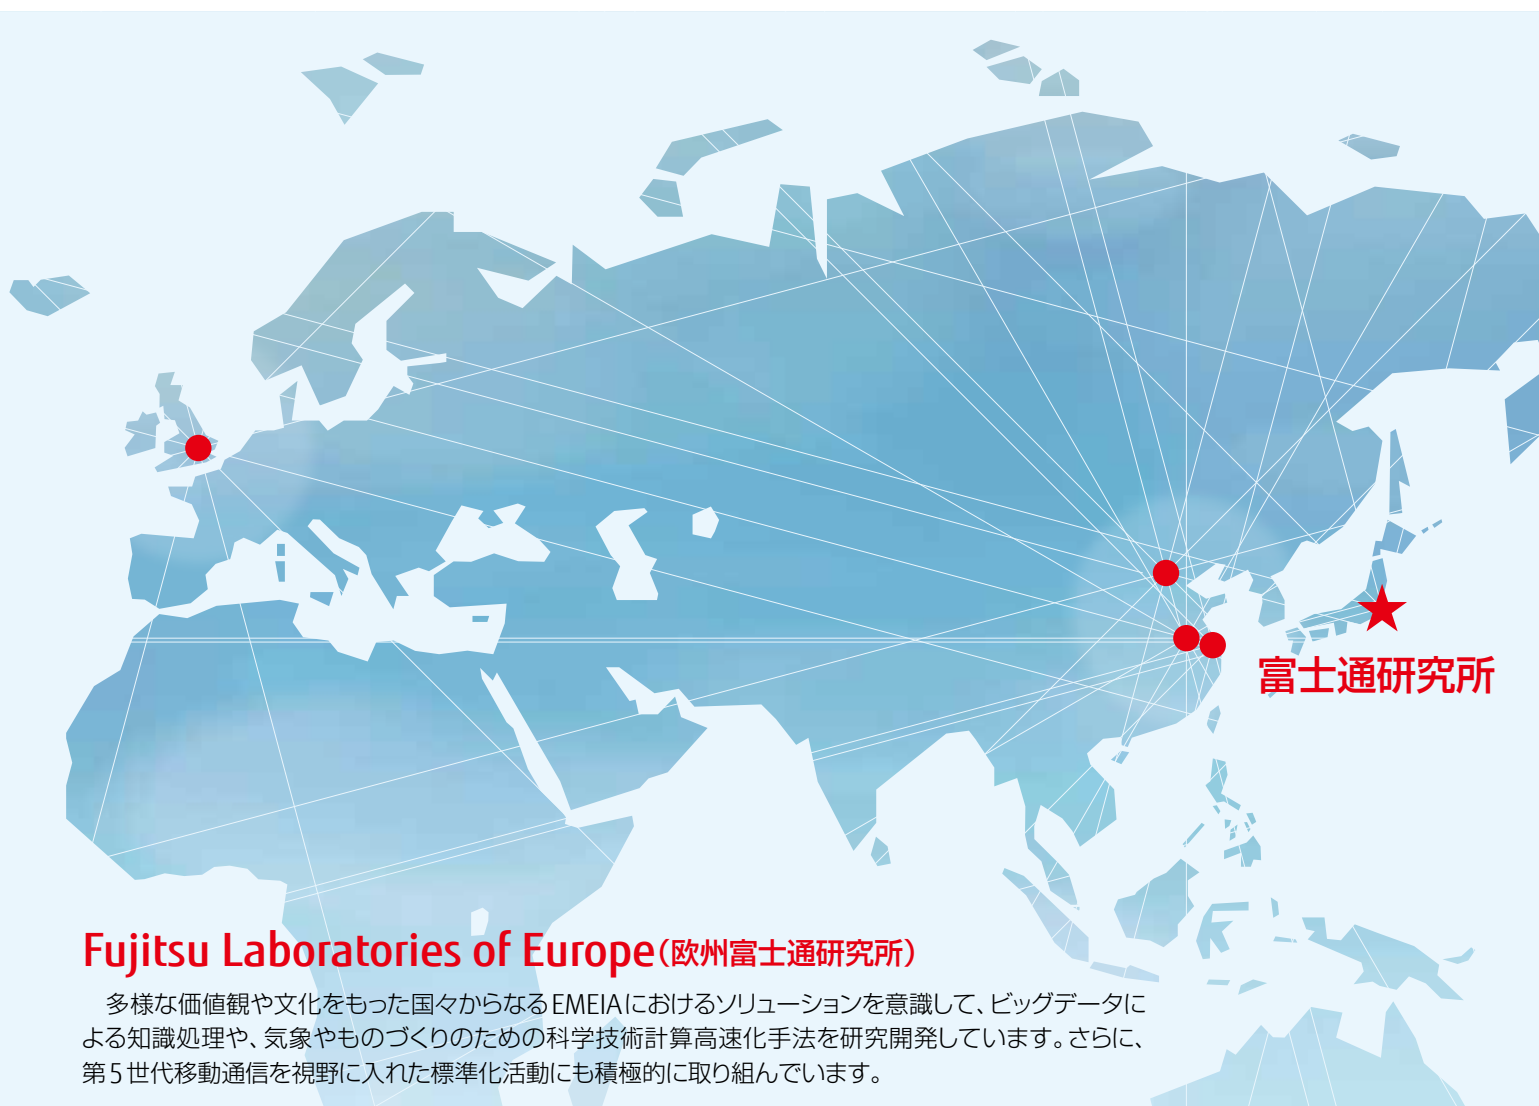 富士通研究所
Fujitsu Laboratories of Europe（欧州富士通研究所）
多様な価値観や文化をもった国々からなるEMEIAにおけるソリューションを意識して、ビッグデータに
よる知識処理や、気象やものづくりのための科学技術計算高速化手法を研究開発しています。さらに、
第5世代移動通信を視野に入れた標準化活動にも積極的に取り組んでいます。